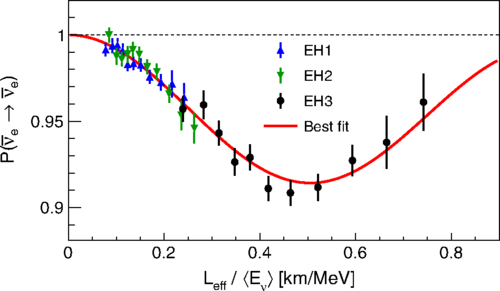 1
0.95
0.9
P(ν̅e → ν̅e)
EH1
EH2
EH3
Best fit
0 0.2 0.4 0.6 0.8
Leff / ⟨Eν⟩ [km/MeV]